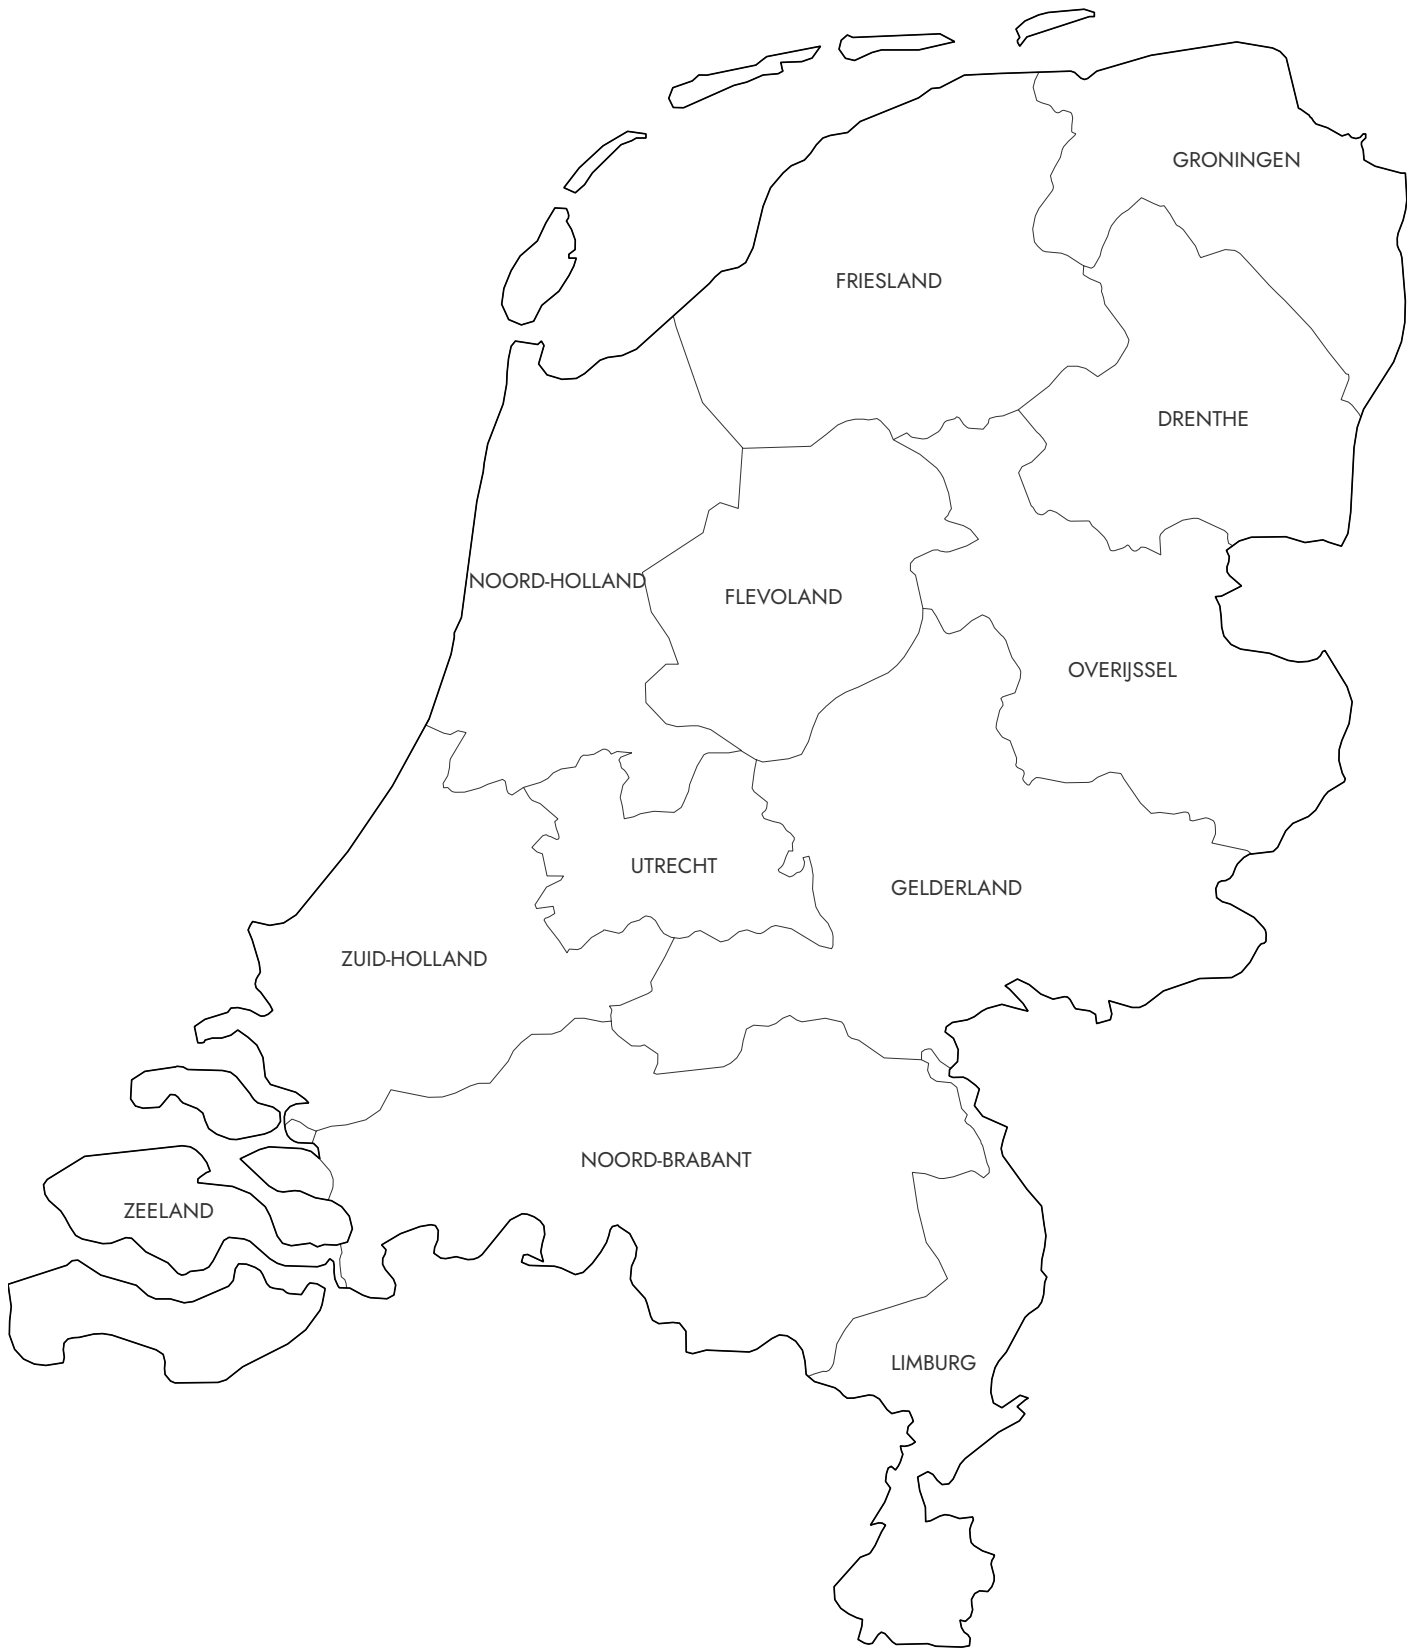 GRONINGEN
FRIESLAND
DRENTHE
NOORD-HOLLAND
FLEVOLAND
OVERIJSSEL
UTRECHT
GELDERLAND
ZUID-HOLLAND
NOORD-BRABANT
ZEELAND
LIMBURG